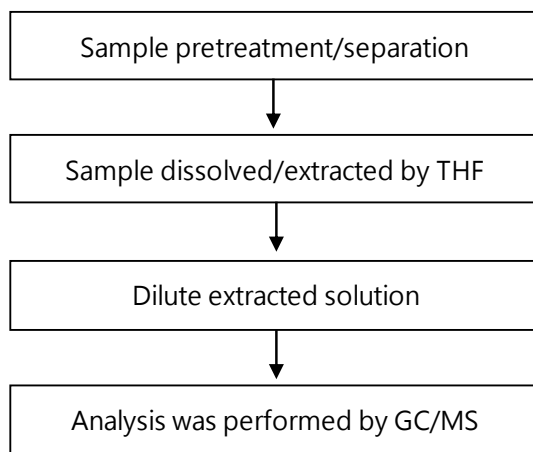 Sample pretreatment/separation
Sample dissolved/extracted by THF
Dilute extracted solution
Analysis was performed by GC/MS